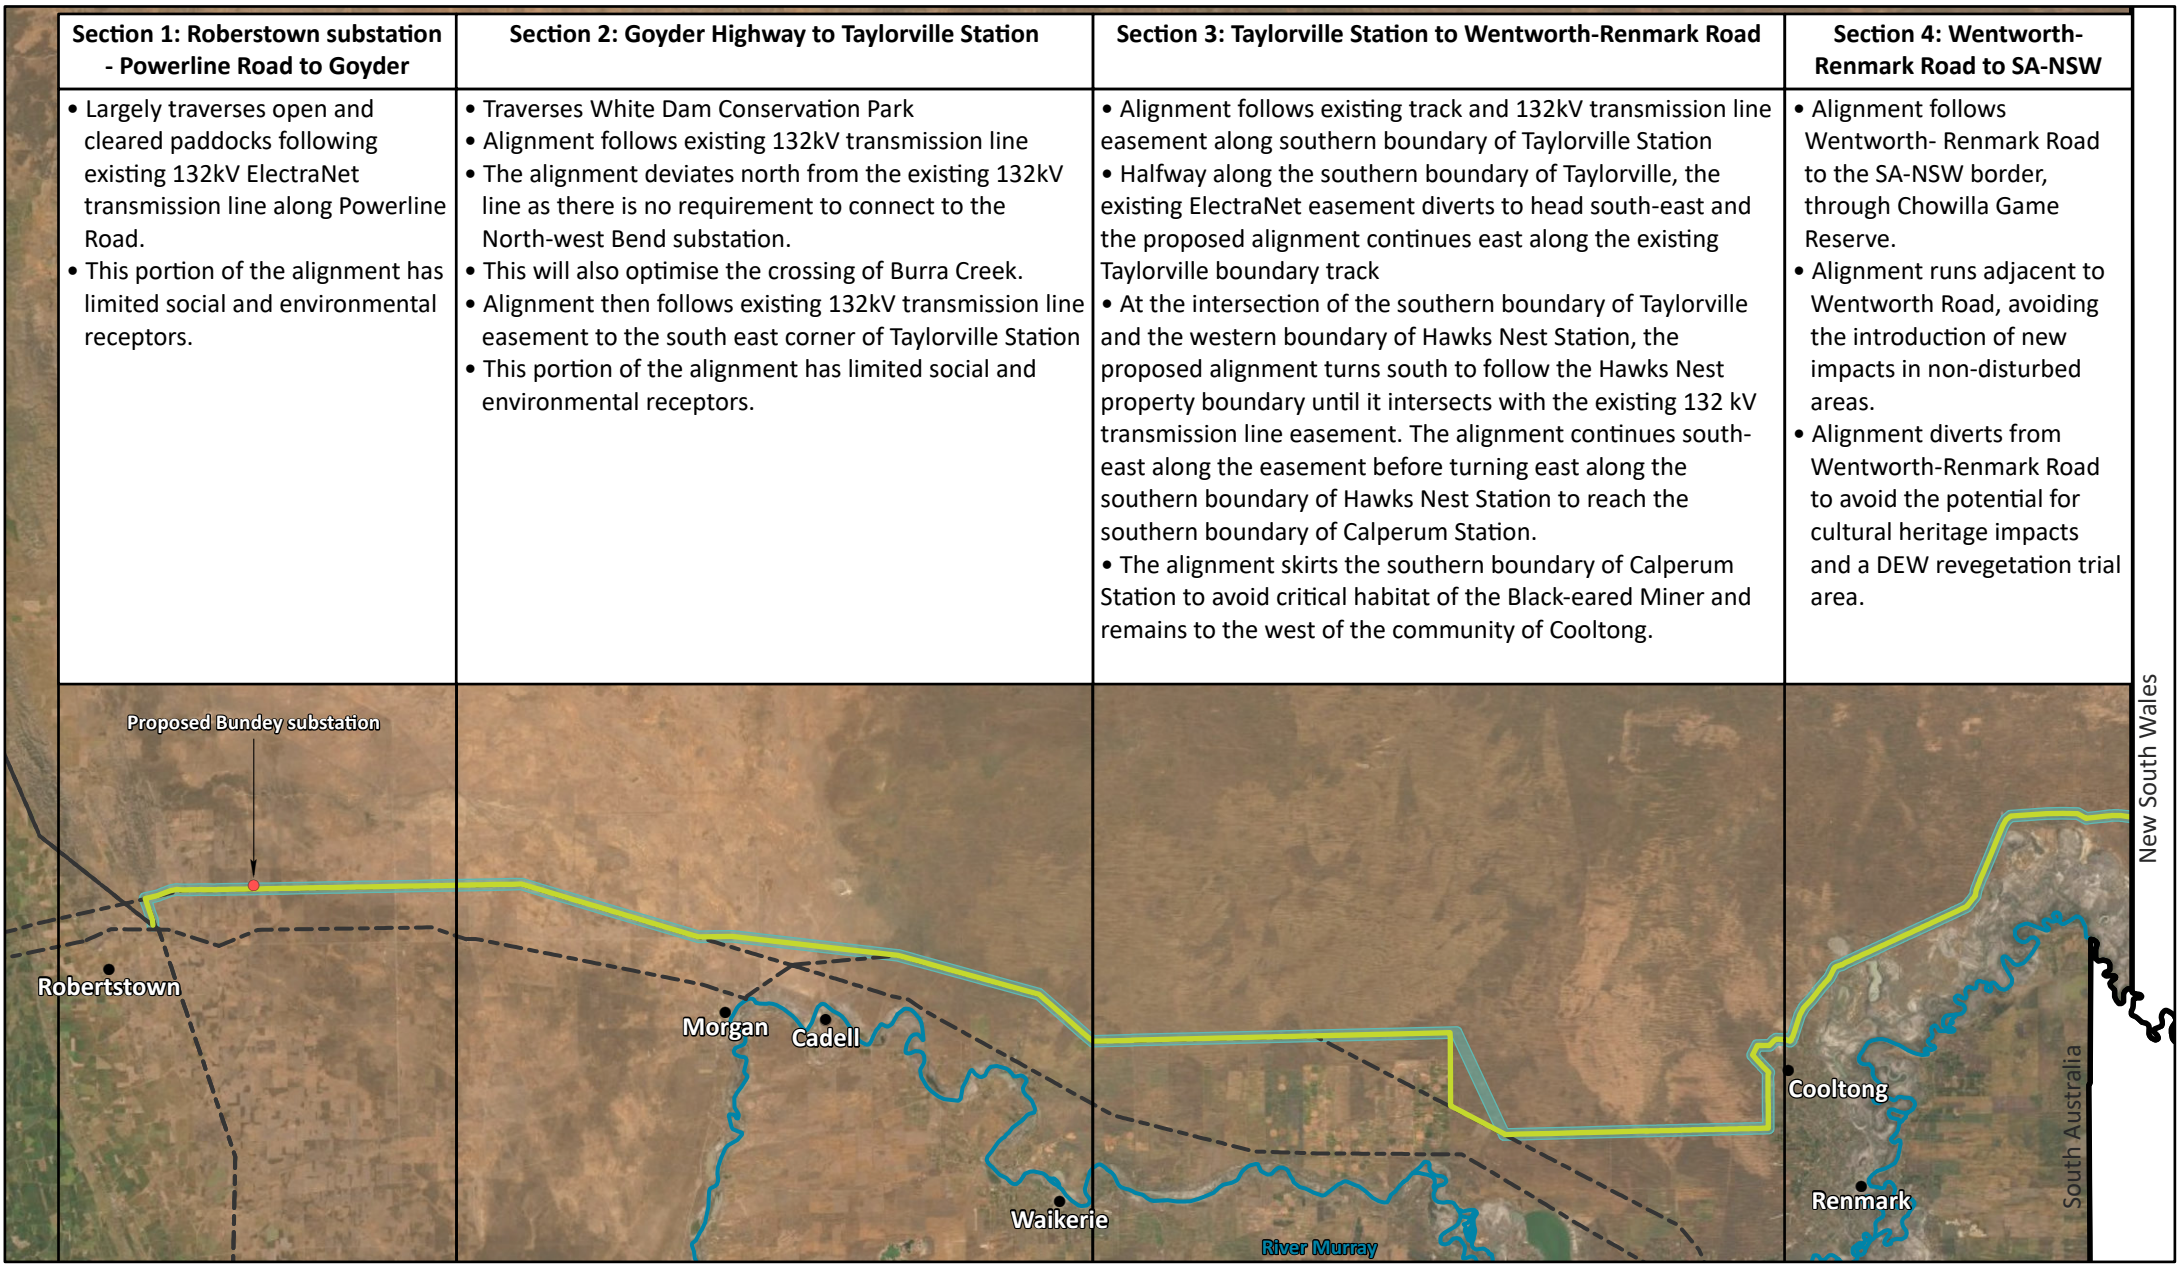 Section 1: Roberstown substation
- Powerline Road to Goyder
• Largely traverses open and
cleared paddocks following
existing 132kV ElectraNet
transmission line along Powerline
Road.
• This portion of the alignment has
limited social and environmental
receptors.
Section 2: Goyder Highway to Taylorville Station
• Traverses White Dam Conservation Park
• Alignment follows existing 132kV transmission line
• The alignment deviates north from the existing 132kV
line as there is no requirement to connect to the
North-west Bend substation.
• This will also optimise the crossing of Burra Creek.
• Alignment then follows existing 132kV transmission line
easement to the south east corner of Taylorville Station
• This portion of the alignment has limited social and
environmental receptors.
Section 3: Taylorville Station to Wentworth-Renmark Road
• Alignment follows existing track and 132kV transmission line
easement along southern boundary of Taylorville Station
• Halfway along the southern boundary of Taylorville, the
existing ElectraNet easement diverts to head south-east and
the proposed alignment continues east along the existing
Taylorville boundary track
• At the intersection of the southern boundary of Taylorville
and the western boundary of Hawks Nest Station, the
proposed alignment turns south to follow the Hawks Nest
property boundary until it intersects with the existing 132 kV
transmission line easement. The alignment continues south-
east along the easement before turning east along the
southern boundary of Hawks Nest Station to reach the
southern boundary of Calperum Station.
• The alignment skirts the southern boundary of Calperum
Station to avoid critical habitat of the Black-eared Miner and
remains to the west of the community of Cooltong.
Section 4: Wentworth-
Renmark Road to SA-NSW
• Alignment follows
Wentworth- Renmark Road
to the SA-NSW border,
through Chowilla Game
Reserve.
• Alignment runs adjacent to
Wentworth Road, avoiding
the introduction of new
impacts in non-disturbed
areas.
• Alignment diverts from
Wentworth-Renmark Road
to avoid the potential for
cultural heritage impacts
and a DEW revegetation trial
area.
Proposed Bundey substation
New South Wales
Robertstown
Morgan
Cadell
Cooltong
South Australia
Renmark
Waikerie
River Murray